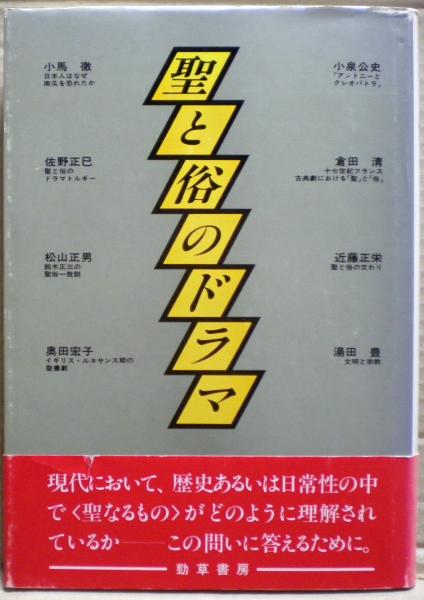 聖と俗のドラマ
小馬 徹
日本人はなぜ
南瓜を恐れたか
佐野正巳
聖と俗の
ドラマトルギー
松山正男
鈴木正三の
聖俗一致説
奥田宏子
イギリス・ルネサンス期の
聖書劇
小泉公史
「アントニーと
クレオパトラ」
倉田 清
十七世紀フランス
古典劇における「聖」と「俗」
近藤正栄
聖と俗の交わり
湯田 豊
文明と宗教
現代において、歴史あるいは日常性の中
で〈聖なるもの〉がどのように理解され
ているか——この問いに答えるために。
勁草書房